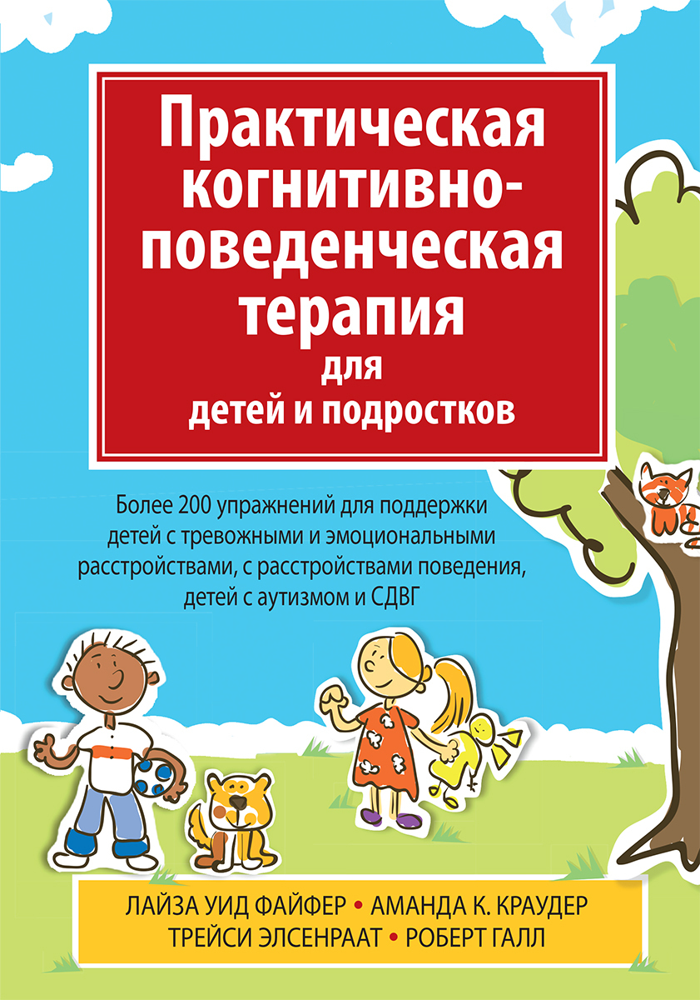 Практическая
когнитивно-
поведенческая
терапия
для
детей и подростков
Более 200 упражнений для поддержки
детей с тревожными и эмоциональными
расстройствами, с расстройствами поведения,
детей с аутизмом и СДВГ
ЛАЙЗА УИД ФАЙФЕР • АМАНДА К. КРАУДЕР
ТРЕЙСИ ЭЛСЕНРААТ • РОБЕРТ ГАЛЛ